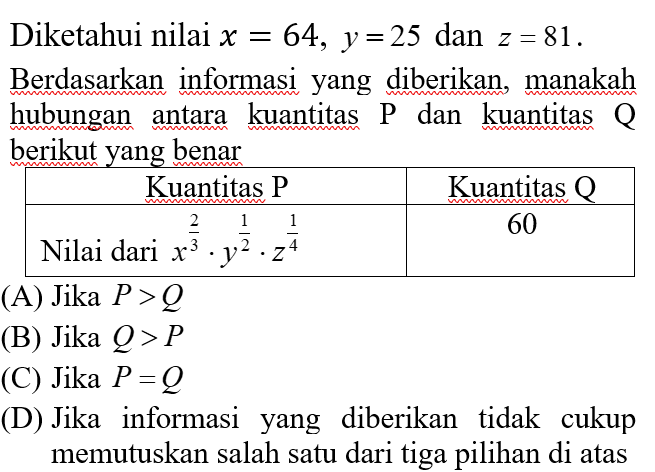 Diketahui nilai x = 64, y = 25 dan z = 81.
Berdasarkan informasi yang diberikan, manakah
hubungan antara kuantitas P dan kuantitas Q
berikut yang benar
Kuantitas P Kuantitas Q
Nilai dari x^{2/3} · y^{1/2} · z^{1/4} 60
(A) Jika P > Q
(B) Jika Q > P
(C) Jika P = Q
(D) Jika informasi yang diberikan tidak cukup
memutuskan salah satu dari tiga pilihan di atas